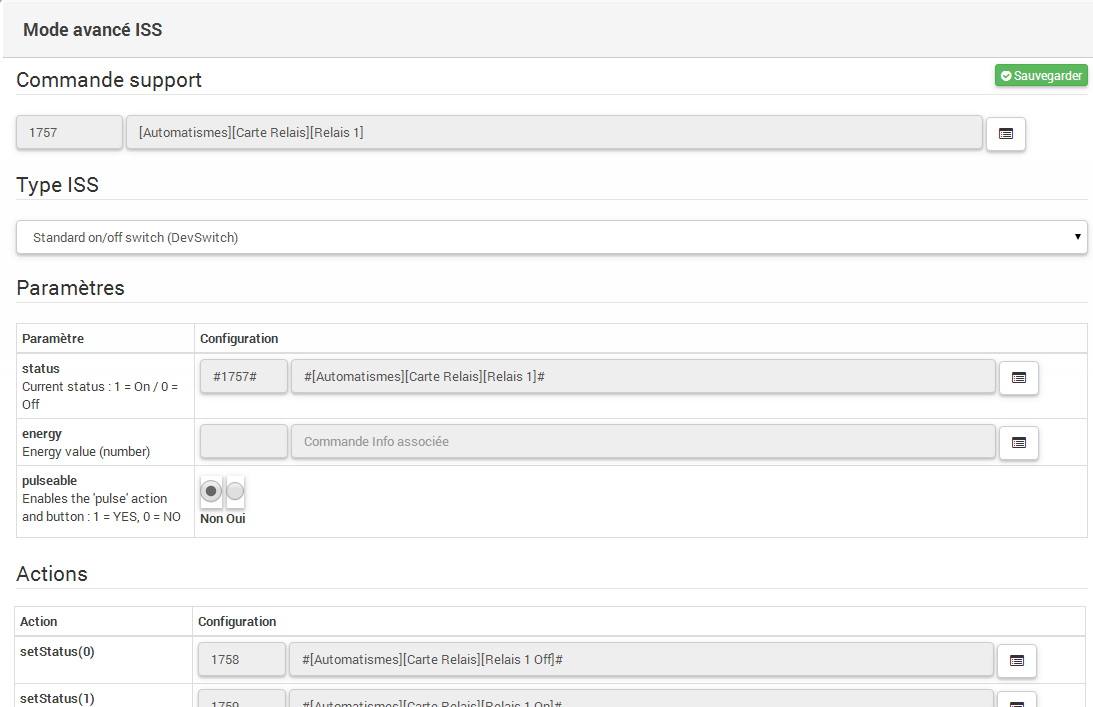 Mode avancé ISS
Commande support
Sauvegarder
1757
[Automatismes][Carte Relais][Relais 1]
Type ISS
Standard on/off switch (DevSwitch)
Paramètres
Paramètre
Configuration
status
Current status : 1 = On / 0 =
Off
#1757#
#[Automatismes][Carte Relais][Relais 1]#
energy
Energy value (number)
Commande Info associée
pulseable
Enables the 'pulse' action
and button : 1 = YES, 0 = NO
Non Oui
Actions
Action
Configuration
setStatus(0)
1758
#[Automatismes][Carte Relais][Relais 1 Off]#
setStatus(1)
1759
#[Automatismes][Carte Relais][Relais 1 On]#